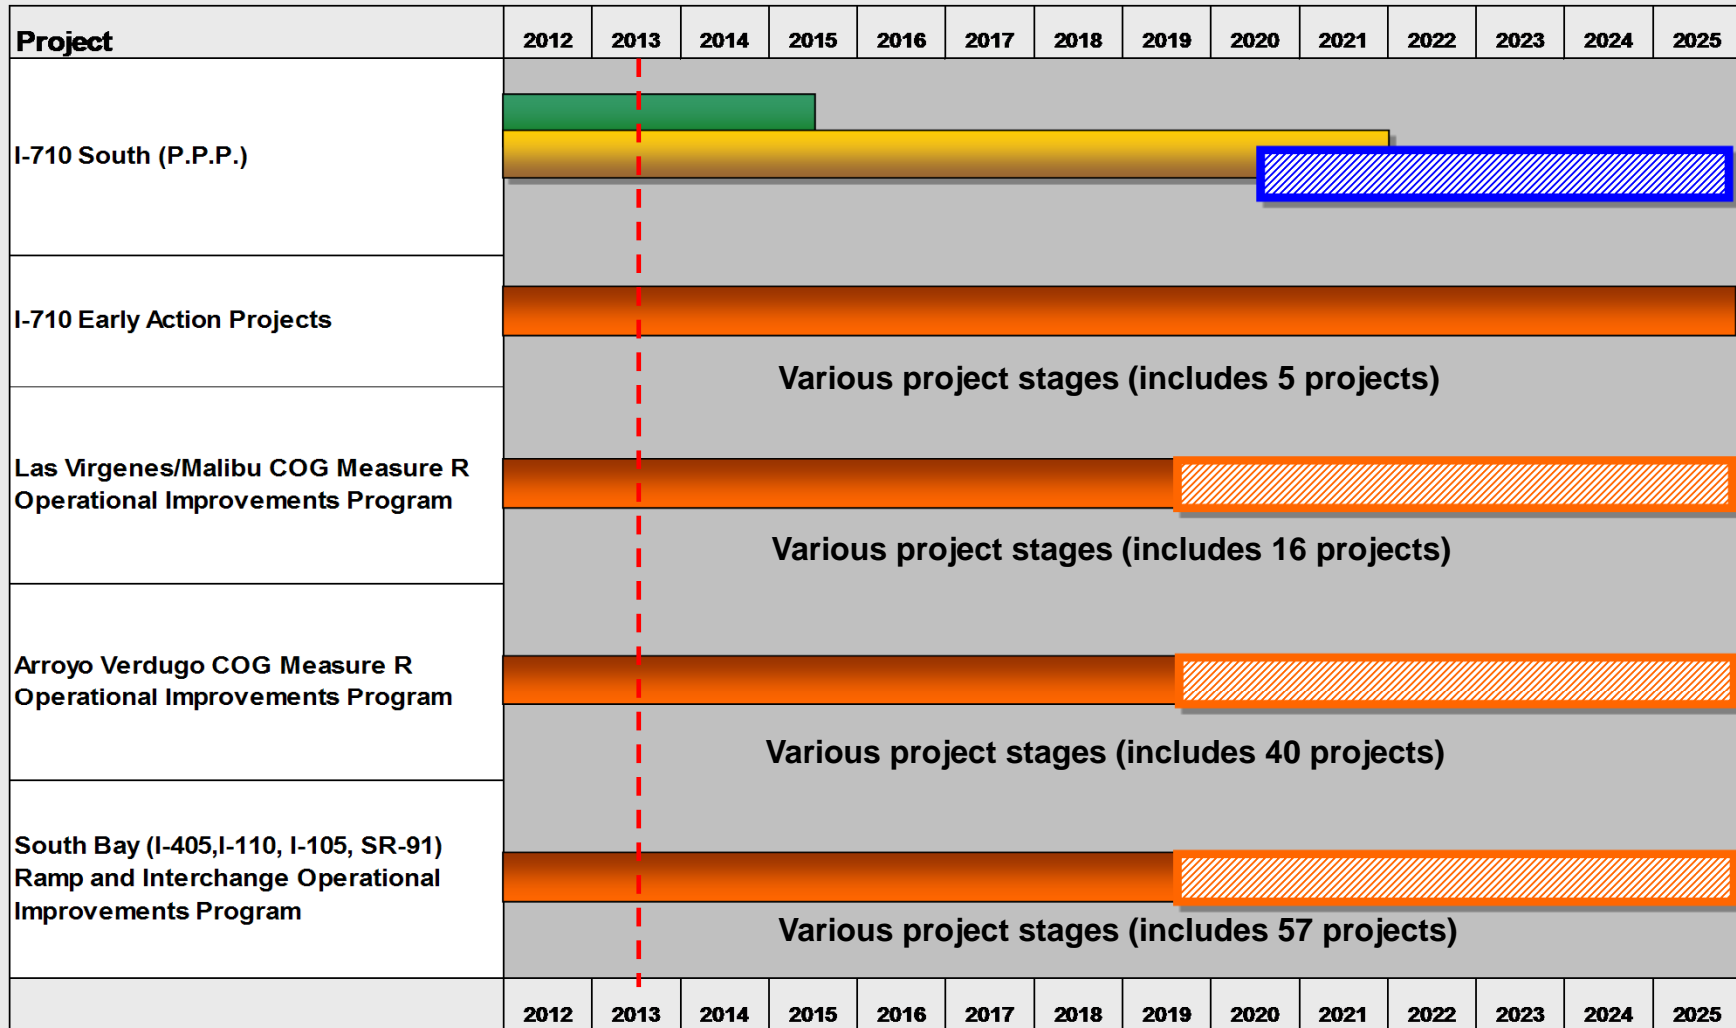 Project 2012 2013 2014 2015 2016 2017 2018 2019 2020 2021 2022 2023 2024 2025
I-710 South (P.P.P.)
I-710 Early Action Projects
Various project stages (includes 5 projects)
Las Virgenes/Malibu COG Measure R
Operational Improvements Program
Various project stages (includes 16 projects)
Arroyo Verdugo COG Measure R
Operational Improvements Program
Various project stages (includes 40 projects)
South Bay (I-405,I-110, I-105, SR-91)
Ramp and Interchange Operational
Improvements Program
Various project stages (includes 57 projects)
2012 2013 2014 2015 2016 2017 2018 2019 2020 2021 2022 2023 2024 2025